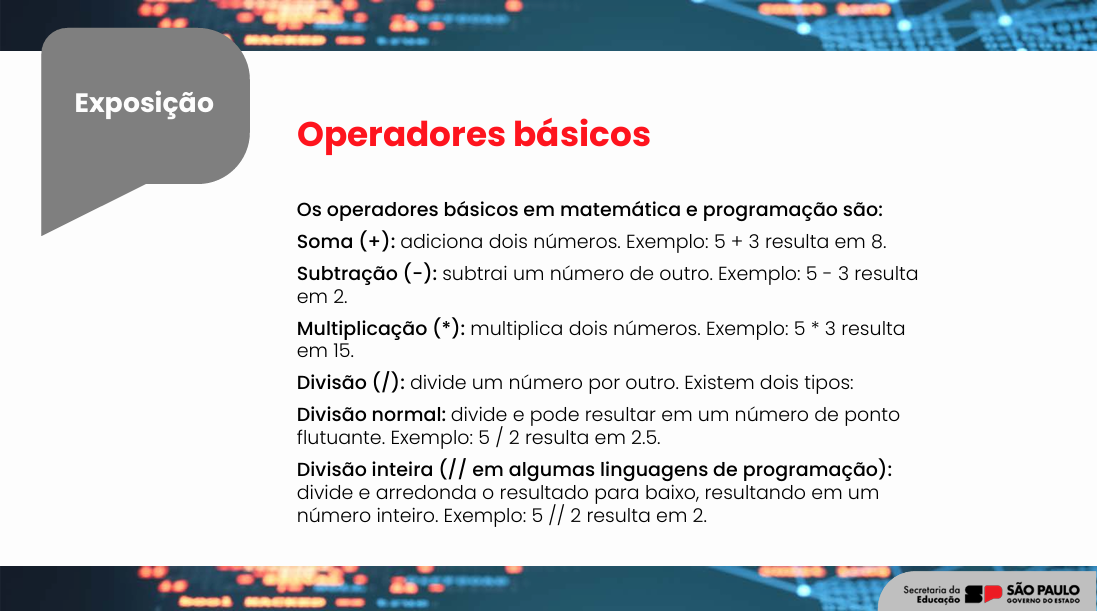 Exposição
Operadores básicos
Os operadores básicos em matemática e programação são:
Soma (+): adiciona dois números. Exemplo: 5 + 3 resulta em 8.
Subtração (-): subtrai um número de outro. Exemplo: 5 - 3 resulta
em 2.
Multiplicação (*): multiplica dois números. Exemplo: 5 * 3 resulta
em 15.
Divisão (/): divide um número por outro. Existem dois tipos:
Divisão normal: divide e pode resultar em um número de ponto
flutuante. Exemplo: 5 / 2 resulta em 2.5.
Divisão inteira (// em algumas linguagens de programação):
divide e arredonda o resultado para baixo, resultando em um
número inteiro. Exemplo: 5 // 2 resulta em 2.
Secretaria da
Educação
SP
SÃO PAULO
GOVERNO DO ESTADO